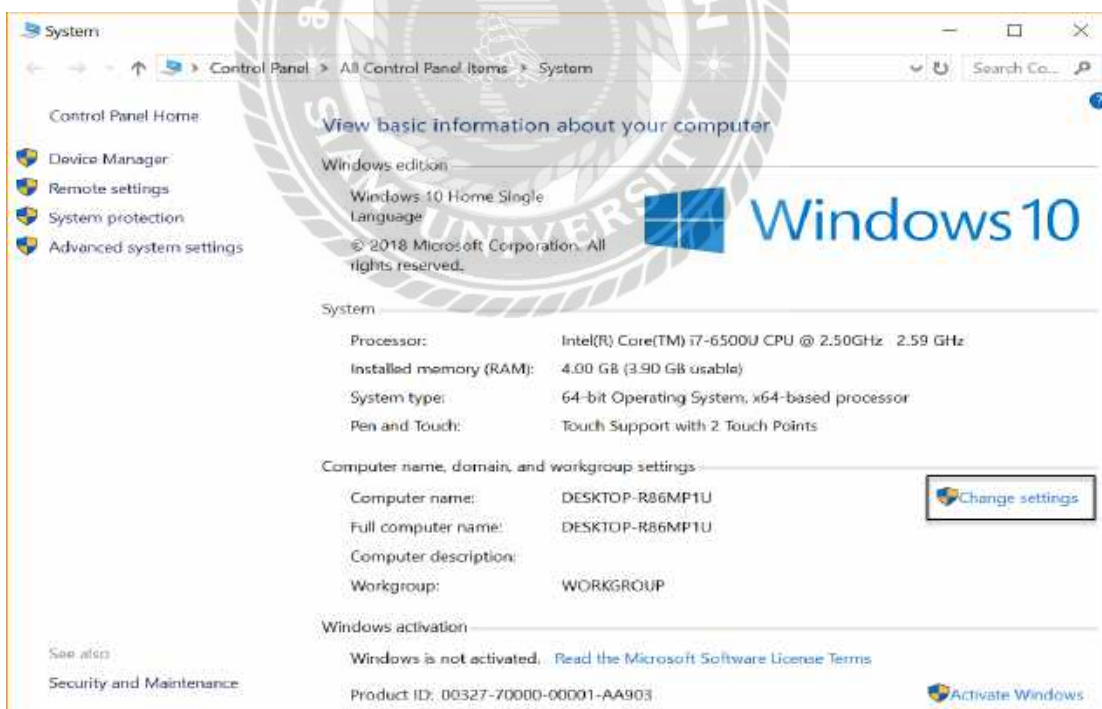 System
Control Panel > All Control Panel Items > System
Search Co...
Control Panel Home
Device Manager
Remote settings
System protection
Advanced system settings
View basic information about your computer
Windows edition
Windows 10 Home Single
Language
© 2018 Microsoft Corporation. All
rights reserved.
Windows 10
System
Processor: Intel(R) Core(TM) i7-6500U CPU @ 2.50GHz 2.59 GHz
Installed memory (RAM): 4.00 GB (3.90 GB usable)
System type: 64-bit Operating System, x64-based processor
Pen and Touch: Touch Support with 2 Touch Points
Computer name, domain, and workgroup settings
Computer name: DESKTOP-R86MP1U
Change settings
Full computer name: DESKTOP-R86MP1U
Computer description:
Workgroup: WORKGROUP
Windows activation
Windows is not activated. Read the Microsoft Software License Terms
Product ID: 00327-70000-00001-AA903
Activate Windows
See also
Security and Maintenance
SIAM UNIVERSITY